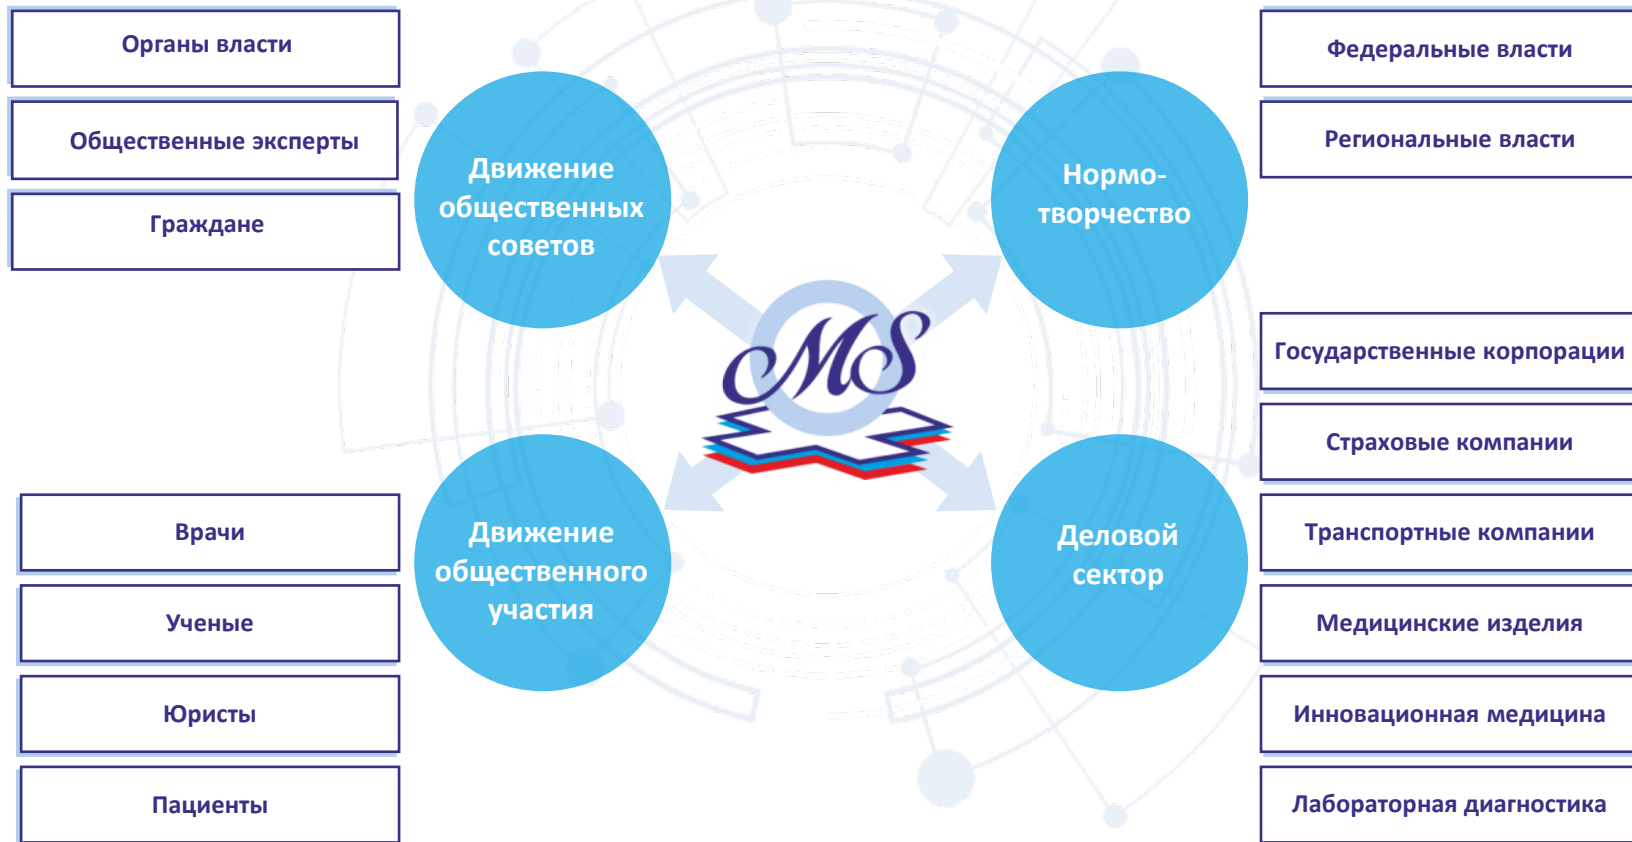 Органы власти
Общественные эксперты
Граждане
Движение
общественных
советов
Нормо-
творчество
Федеральные власти
Региональные власти
MS
Движение
общественного
участия
Врачи
Ученые
Юристы
Пациенты
Деловой
сектор
Государственные корпорации
Страховые компании
Транспортные компании
Медицинские изделия
Инновационная медицина
Лабораторная диагностика